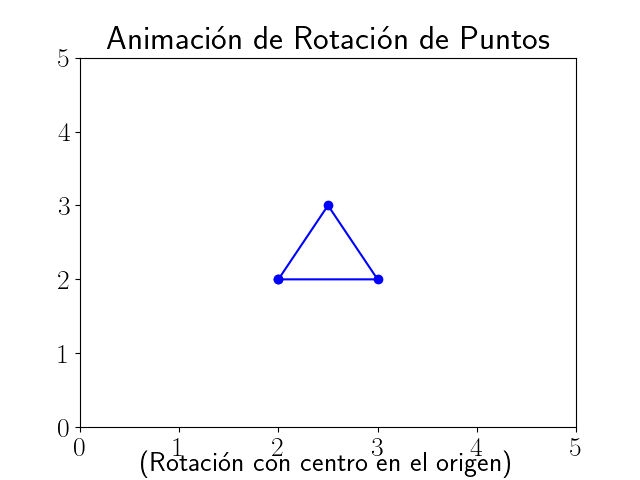 Animación de Rotación de Puntos
5
4
3
2
1
0
0 1 2 3 4 5
(Rotación con centro en el origen)